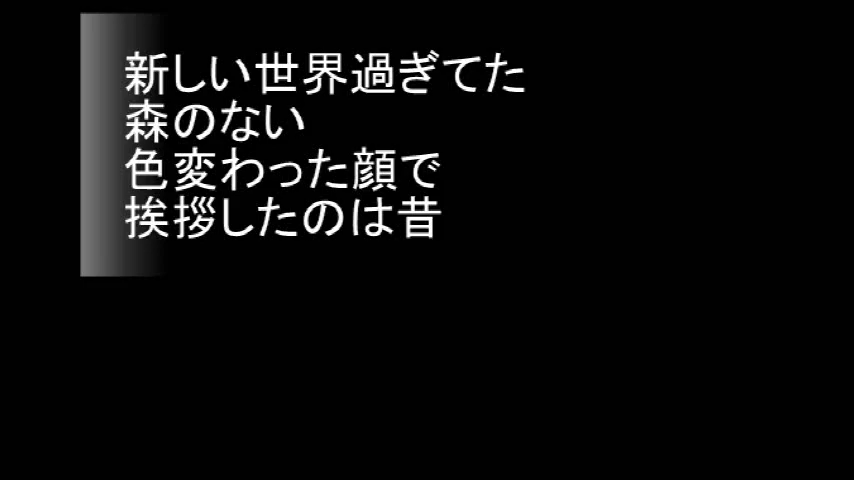 新しい世界過ぎてた
森のない
色変わった顔で
挨拶したのは昔